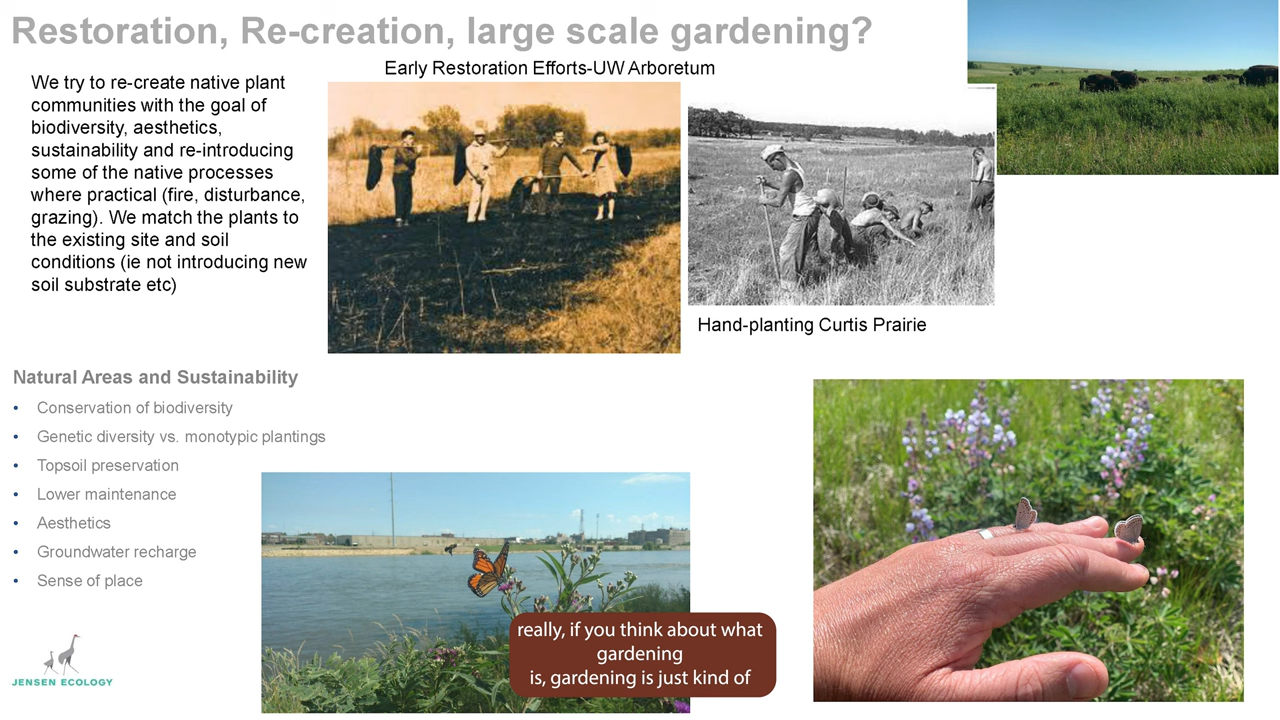 Restoration, Re-creation, large scale gardening?
Early Restoration Efforts-UW Arboretum
We try to re-create native plant
communities with the goal of
biodiversity, aesthetics,
sustainability and re-introducing
some of the native processes
where practical (fire, disturbance,
grazing). We match the plants to
the existing site and soil
conditions (ie not introducing new
soil substrate etc)
Hand-planting Curtis Prairie
Natural Areas and Sustainability
• Conservation of biodiversity
• Genetic diversity vs. monotypic plantings
• Topsoil preservation
• Lower maintenance
• Aesthetics
• Groundwater recharge
• Sense of place
JENSEN ECOLOGY
really, if you think about what
gardening
is, gardening is just kind of